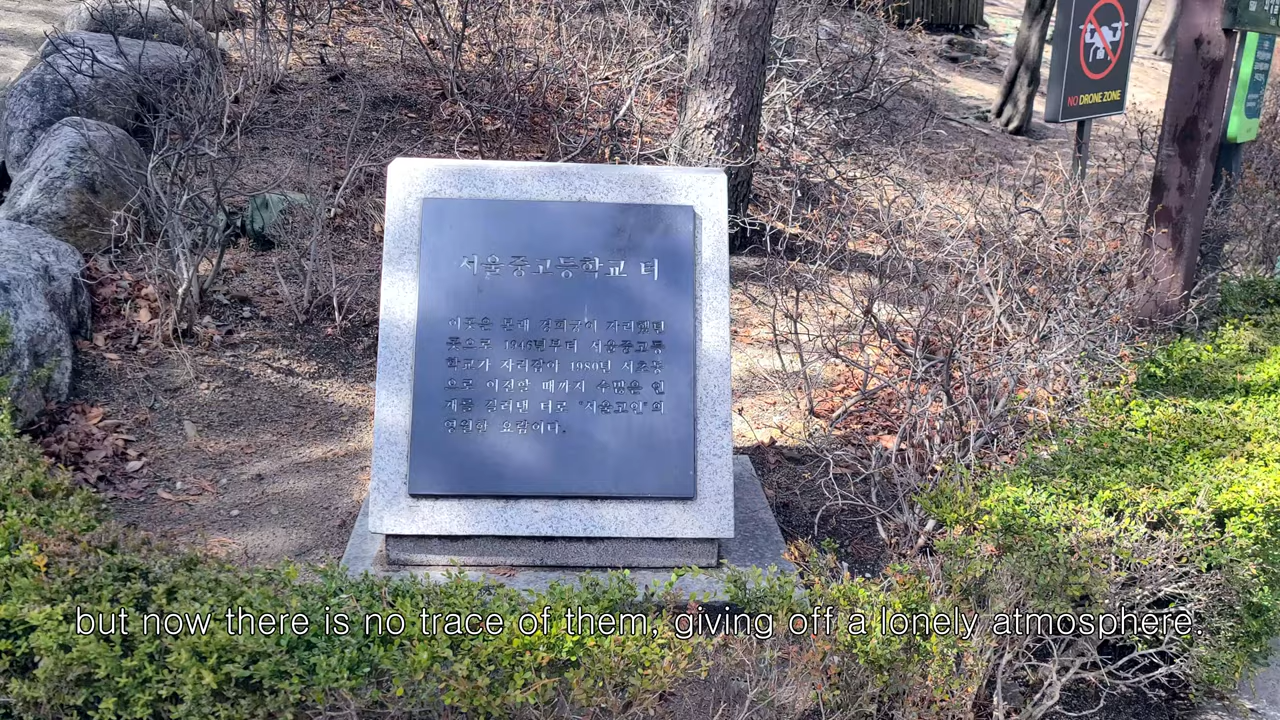 서울중고등학교 터
이곳은 본래 경희궁이 자리했던
곳으로 1946년부터 서울중고등
학교가 자리잡아 1980년 서초동
으로 이전할 때까지 수많은 인
재를 길러낸 터로 "서울고인"의
영원한 요람이다.
NO DRONE ZONE
but now there is no trace of them, giving off a lonely atmosphere.